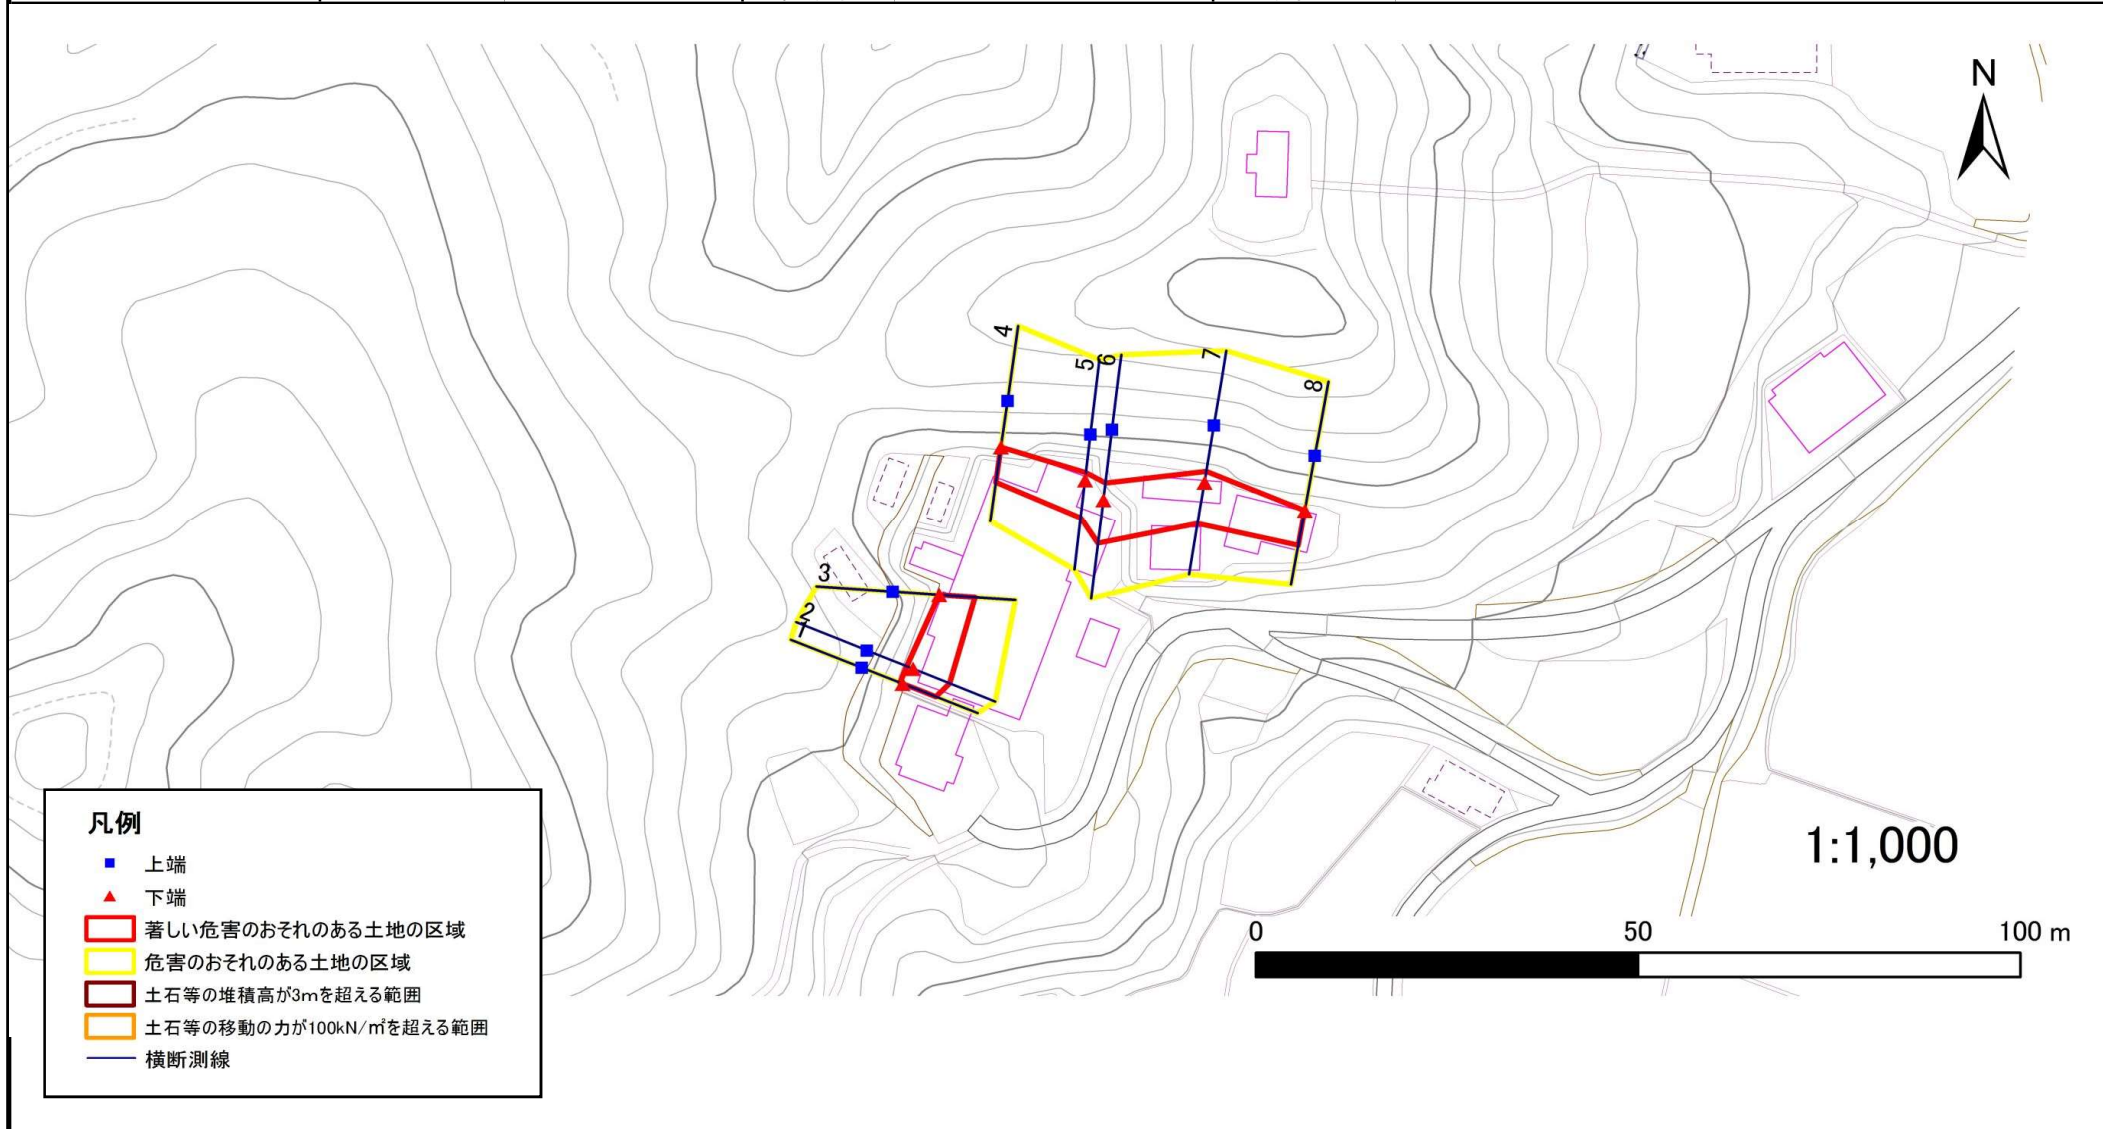 N
4
5
6
7
8
3
2
1
1:1,000
0 50 100 m
凡例
上端
下端
著しい危害のおそれのある土地の区域
危害のおそれのある土地の区域
土石等の堆積高が3mを超える範囲
土石等の移動の力が100kN/㎡を超える範囲
横断測線